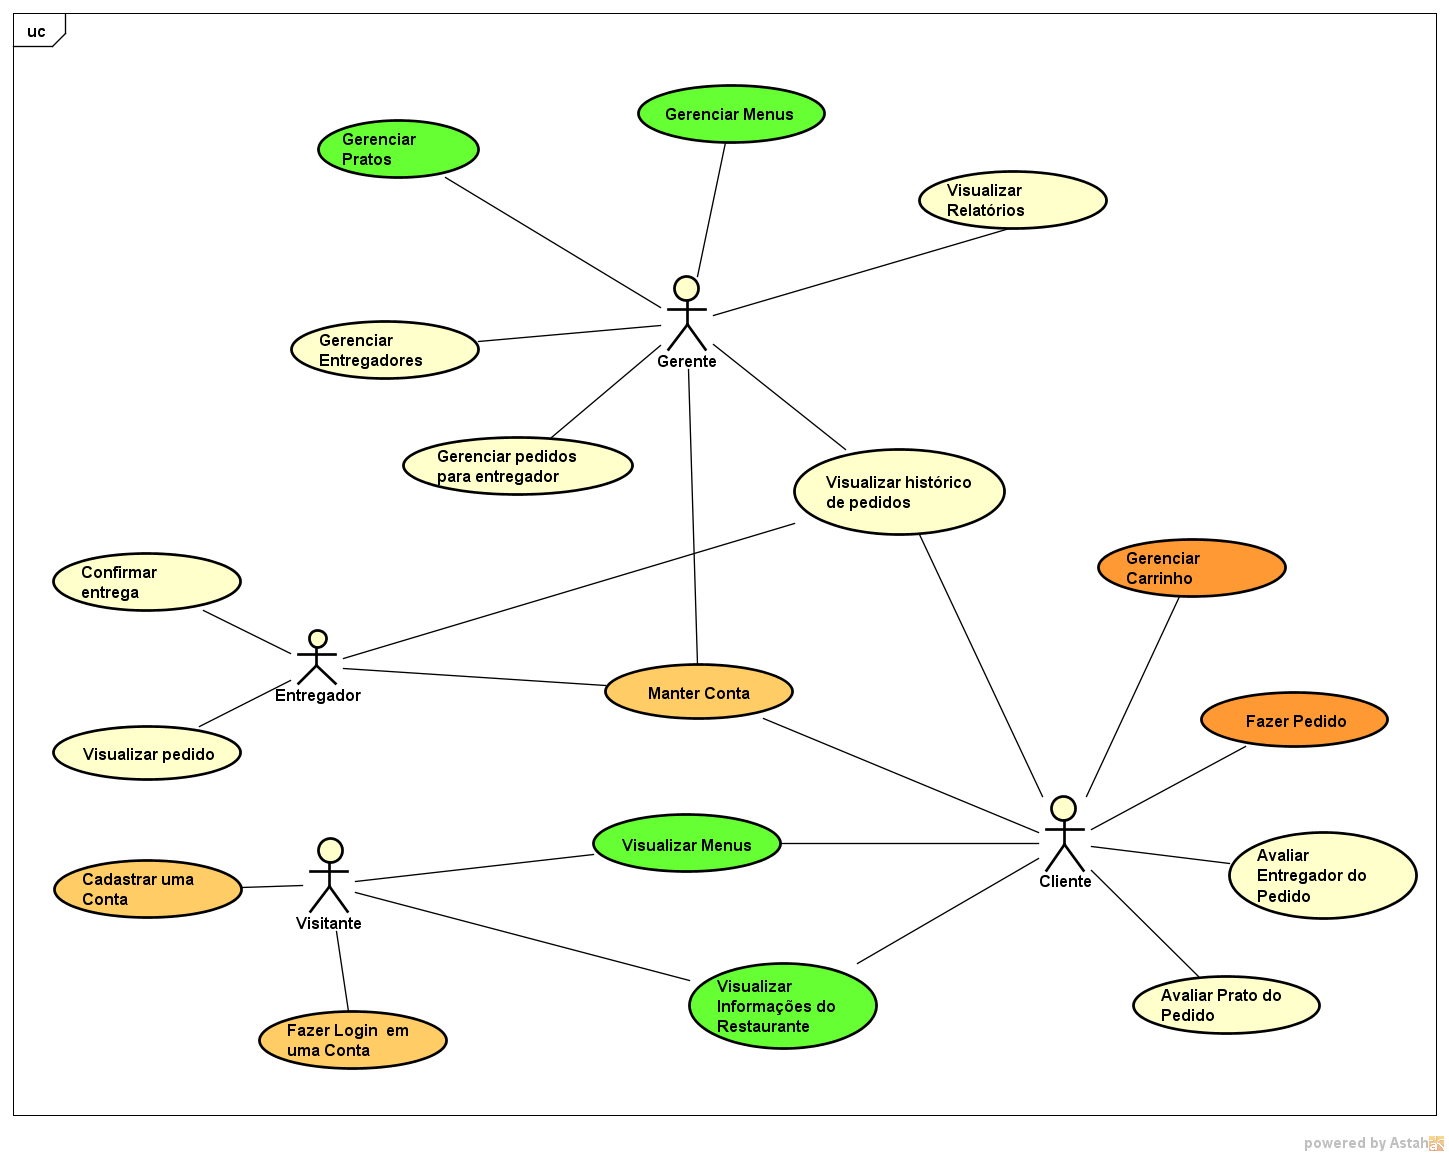 uc
Gerenciar Menus
Gerenciar
Pratos
Visualizar
Relatórios
Gerente
Gerenciar
Entregadores
Gerenciar pedidos
para entregador
Visualizar histórico
de pedidos
Gerenciar
Carrinho
Confirmar
entrega
Entregador
Manter Conta
Fazer Pedido
Visualizar pedido
Visualizar Menus
Cliente
Avaliar
Entregador do
Pedido
Cadastrar uma
Conta
Visitante
Visualizar
Informações do
Restaurante
Avaliar Prato do
Pedido
Fazer Login  em
uma Conta
powered by Astah